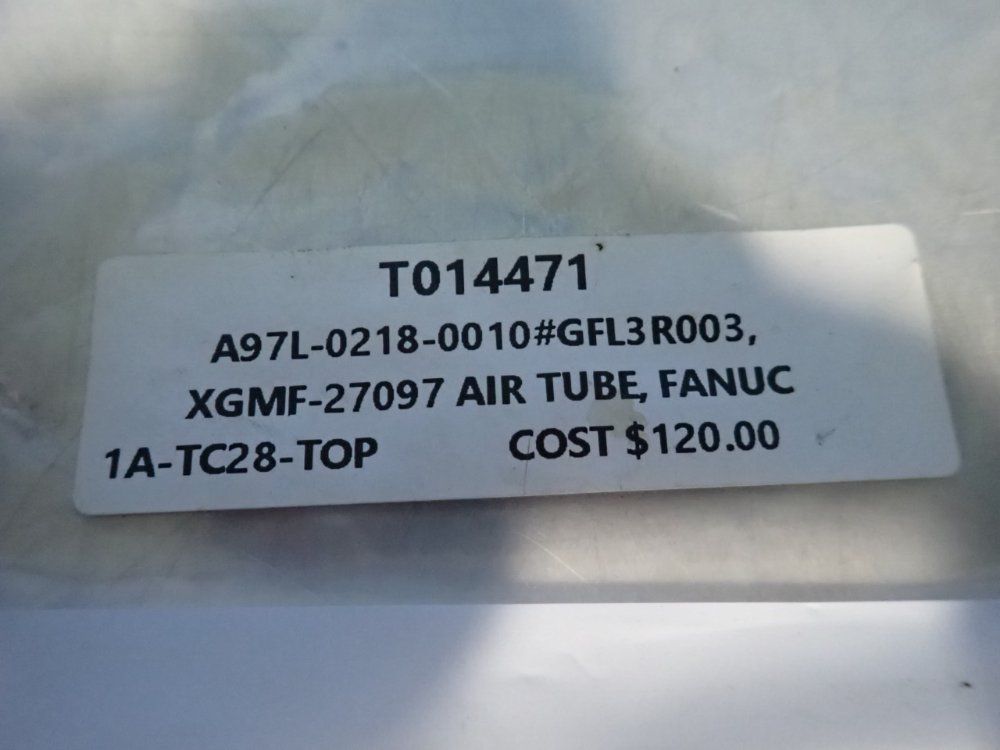 T014471
A97L-0218-0010#GFL3R003,
XGMF-27097 AIR TUBE, FANUC
1A-TC28-TOP COST $120.00